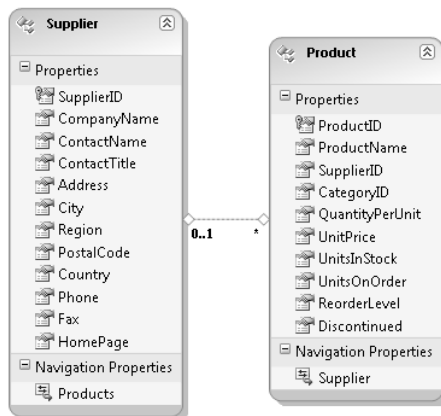 Supplier
Properties
SupplierID
CompanyName
ContactName
ContactTitle
Address
City
Region
PostalCode
Country
Phone
Fax
HomePage
Navigation Properties
Products
0..1
*
Product
Properties
ProductID
ProductName
SupplierID
CategoryID
QuantityPerUnit
UnitPrice
UnitsInStock
UnitsOnOrder
ReorderLevel
Discontinued
Navigation Properties
Supplier